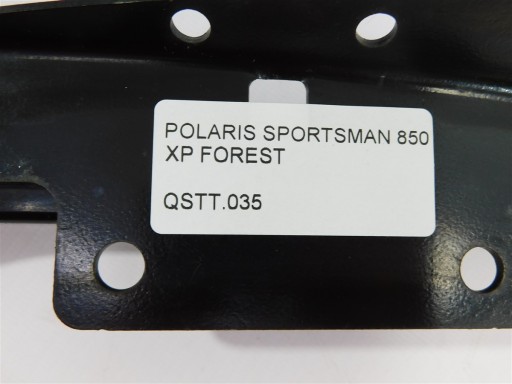 POLARIS SPORTSMAN 850
XP FOREST
QSTT.035